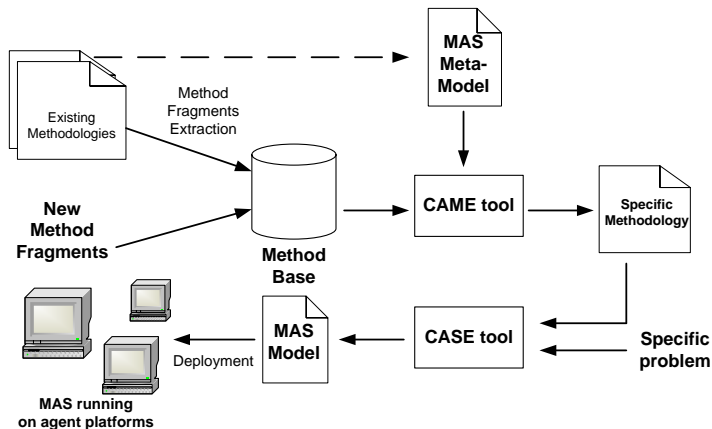 MAS
Meta-
Model
Method
Fragments
Extraction
Existing
Methodologies
CAME tool
Specific
Methodology
New
Method
Fragments
Method
Base
MAS
Model
CASE tool
Specific
problem
Deployment
MAS running
on agent platforms